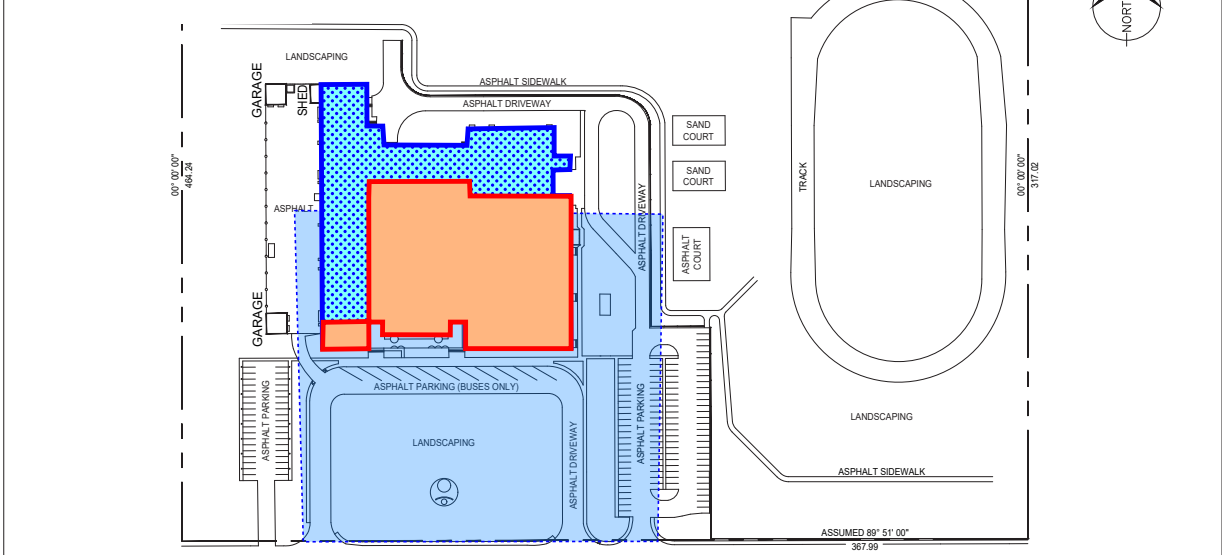 NORT
LANDSCAPING
GARAGE
SHED
ASPHALT SIDEWALK
ASPHALT DRIVEWAY
SAND
COURT
SAND
COURT
00° 00' 00"
464.24
ASPHALT
ASPHALT DRIVEWAY
ASPHALT
COURT
TRACK
LANDSCAPING
00° 00' 00"
317.02
GARAGE
ASPHALT PARKING (BUSES ONLY)
ASPHALT PARKING
LANDSCAPING
ASPHALT DRIVEWAY
ASPHALT PARKING
LANDSCAPING
ASPHALT SIDEWALK
ASSUMED 89° 51' 00"
367.99